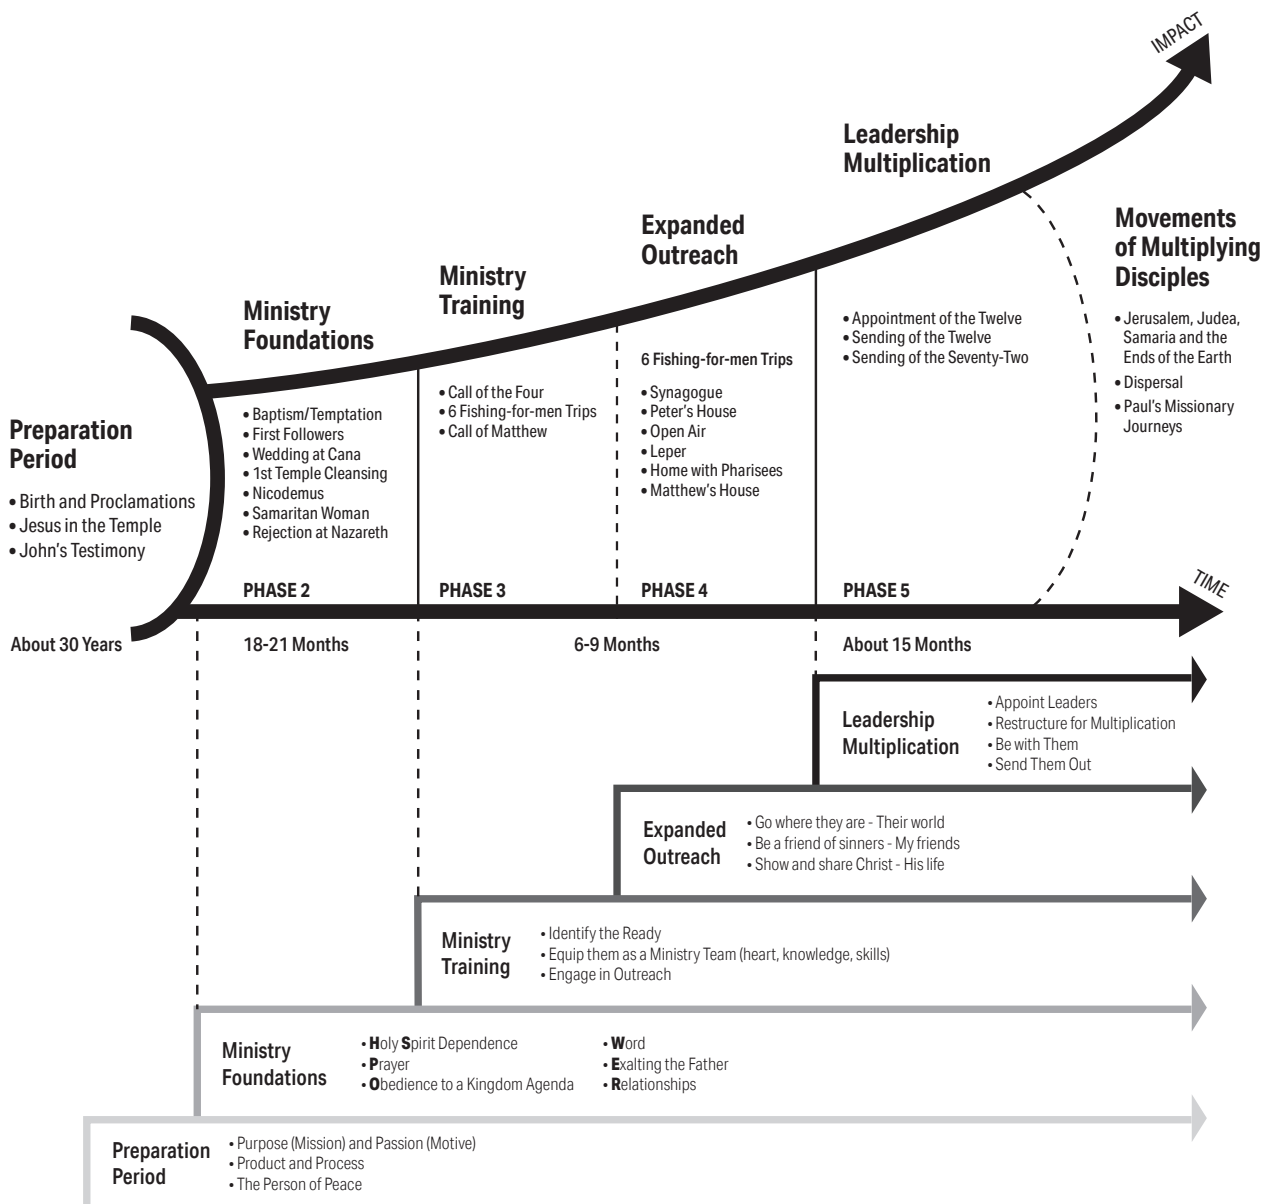 IMPACT
Leadership
Multiplication
Movements
of Multiplying
Disciples
Expanded
Outreach
Ministry
Training
Ministry
Foundations
Preparation
Period
• Birth and Proclamations
• Jesus in the Temple
• John's Testimony
• Baptism/Temptation
• First Followers
• Wedding at Cana
• 1st Temple Cleansing
• Nicodemus
• Samaritan Woman
• Rejection at Nazareth
• Call of the Four
• 6 Fishing-for-men Trips
• Call of Matthew
6 Fishing-for-men Trips
• Synagogue
• Peter's House
• Open Air
• Leper
• Home with Pharisees
• Matthew's House
• Appointment of the Twelve
• Sending of the Twelve
• Sending of the Seventy-Two
• Jerusalem, Judea,
Samaria and the
Ends of the Earth
• Dispersal
• Paul's Missionary
Journeys
PHASE 2
PHASE 3
PHASE 4
PHASE 5
TIME
About 30 Years
18-21 Months
6-9 Months
About 15 Months
Leadership
Multiplication
• Appoint Leaders
• Restructure for Multiplication
• Be with Them
• Send Them Out
Expanded
Outreach
• Go where they are - Their world
• Be a friend of sinners - My friends
• Show and share Christ - His life
Ministry
Training
• Identify the Ready
• Equip them as a Ministry Team (heart, knowledge, skills)
• Engage in Outreach
Ministry
Foundations
• Holy Spirit Dependence
• Prayer
• Obedience to a Kingdom Agenda
• Word
• Exalting the Father
• Relationships
Preparation
Period
• Purpose (Mission) and Passion (Motive)
• Product and Process
• The Person of Peace